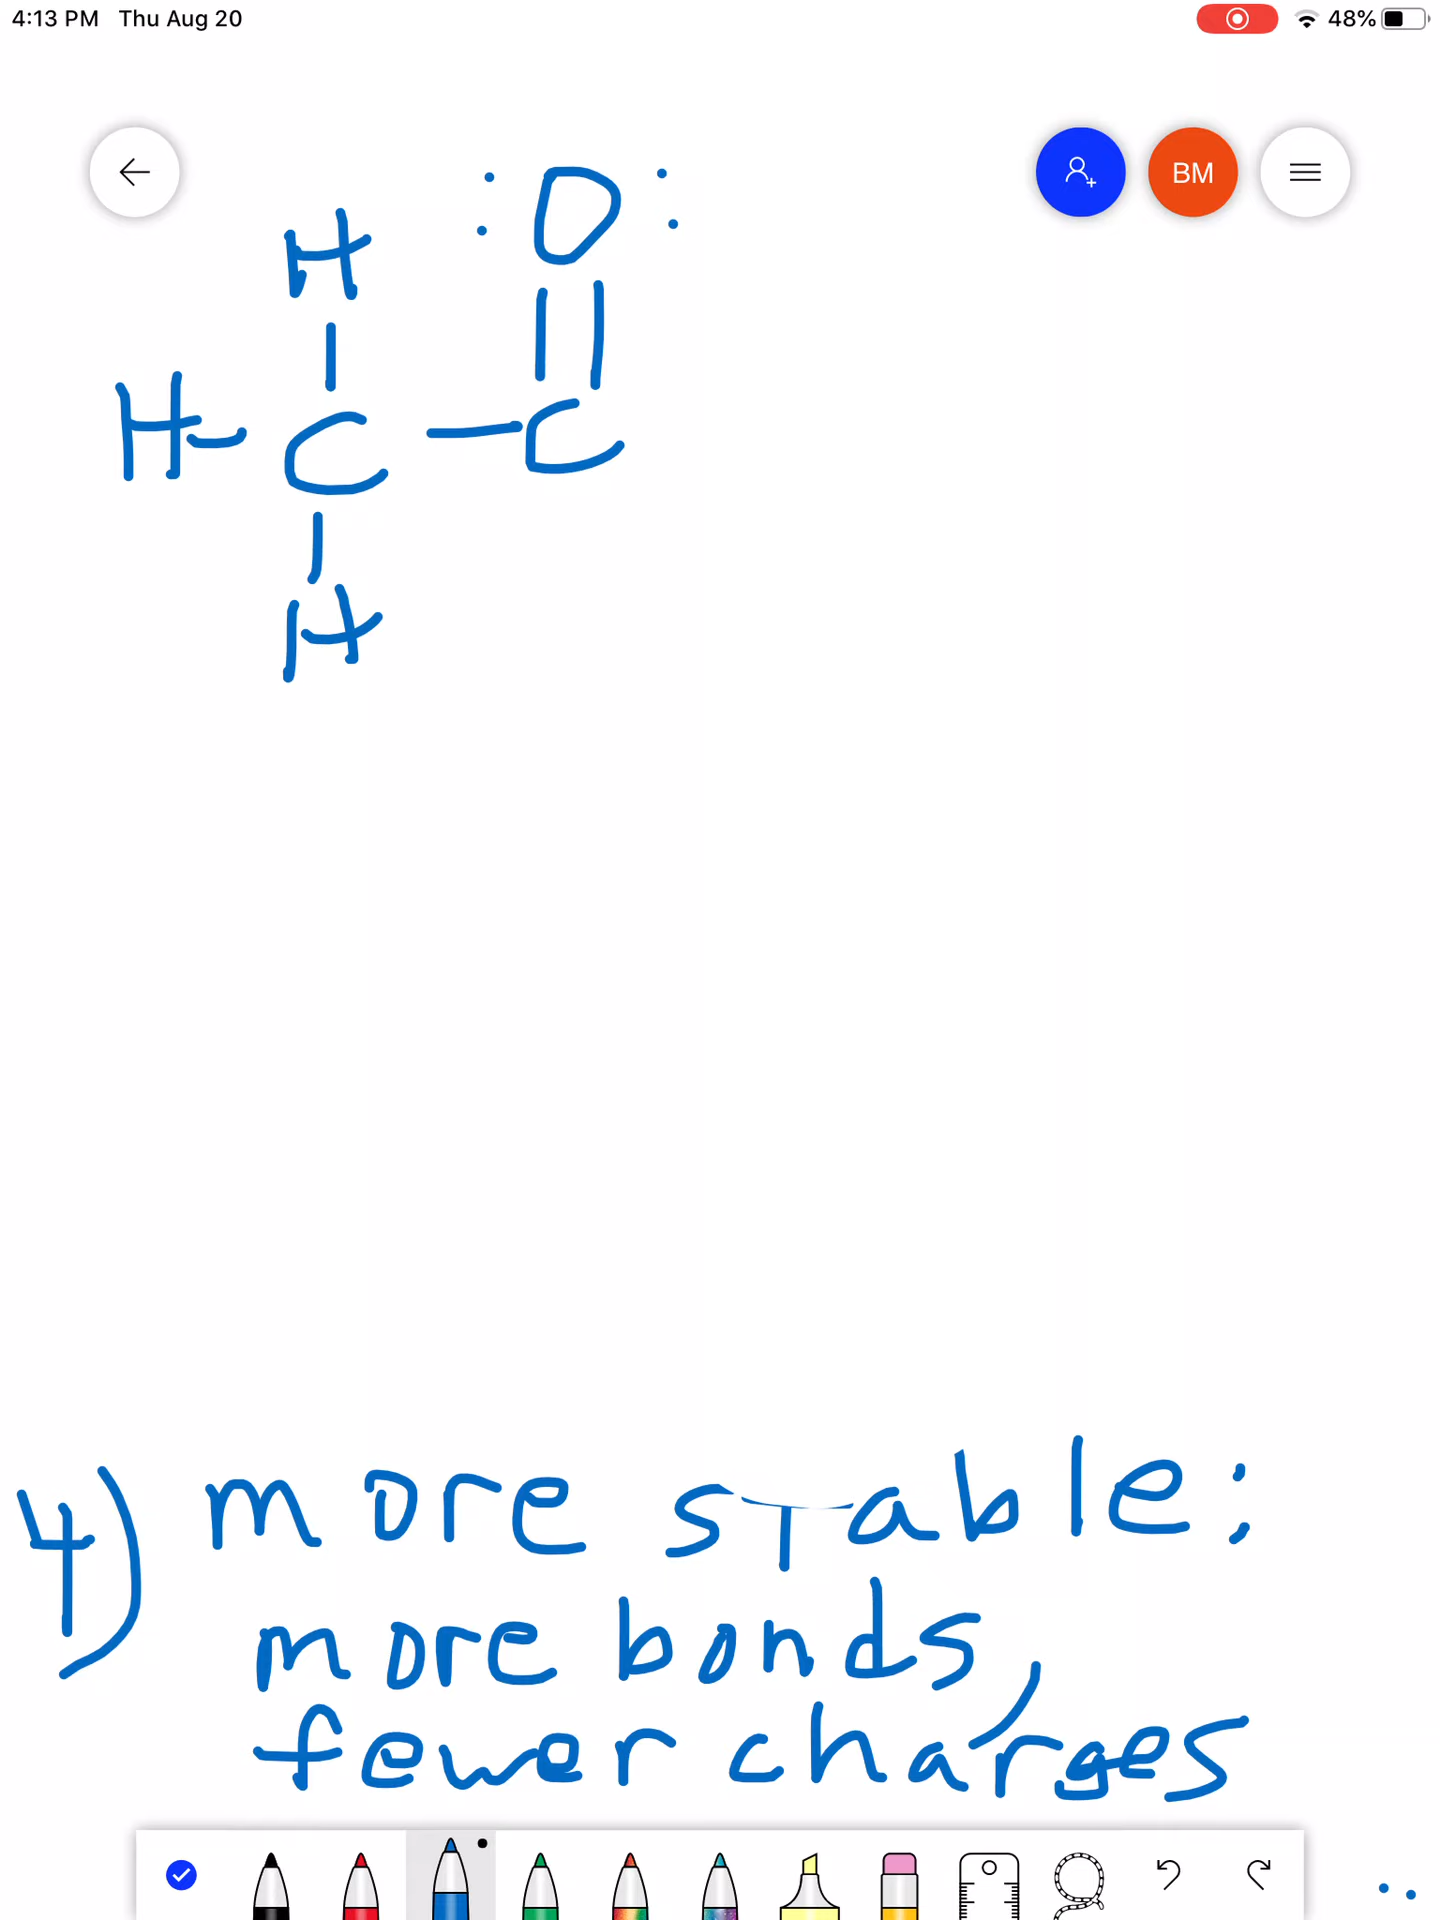 4:13 PM Thu Aug 20
48%
BM
:O:
H
||
H-C-C
|
H
4) more stable;
more bonds,
fewer charges